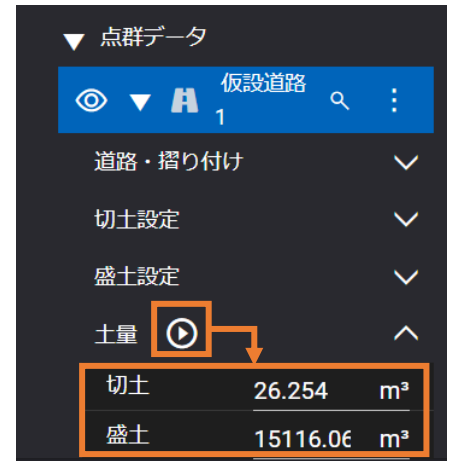 点群データ
仮設道路
1
道路・摺り付け
切土設定
盛土設定
土量
切土 26.254 m³
盛土 15116.06 m³